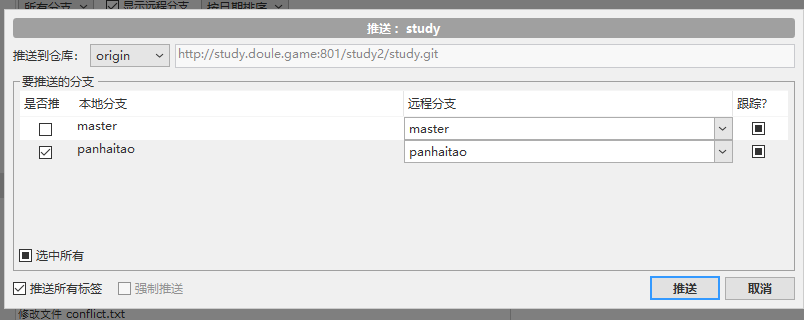 所有分支 显示远程分支 按日期排序
推送 : study
推送到仓库: origin http://study.doule.game:801/study2/study.git
要推送的分支
是否推 本地分支 远程分支 跟踪?
master master
panhaitao panhaitao
选中所有
推送所有标签 强制推送 推送 取消
修改文件 conflict.txt